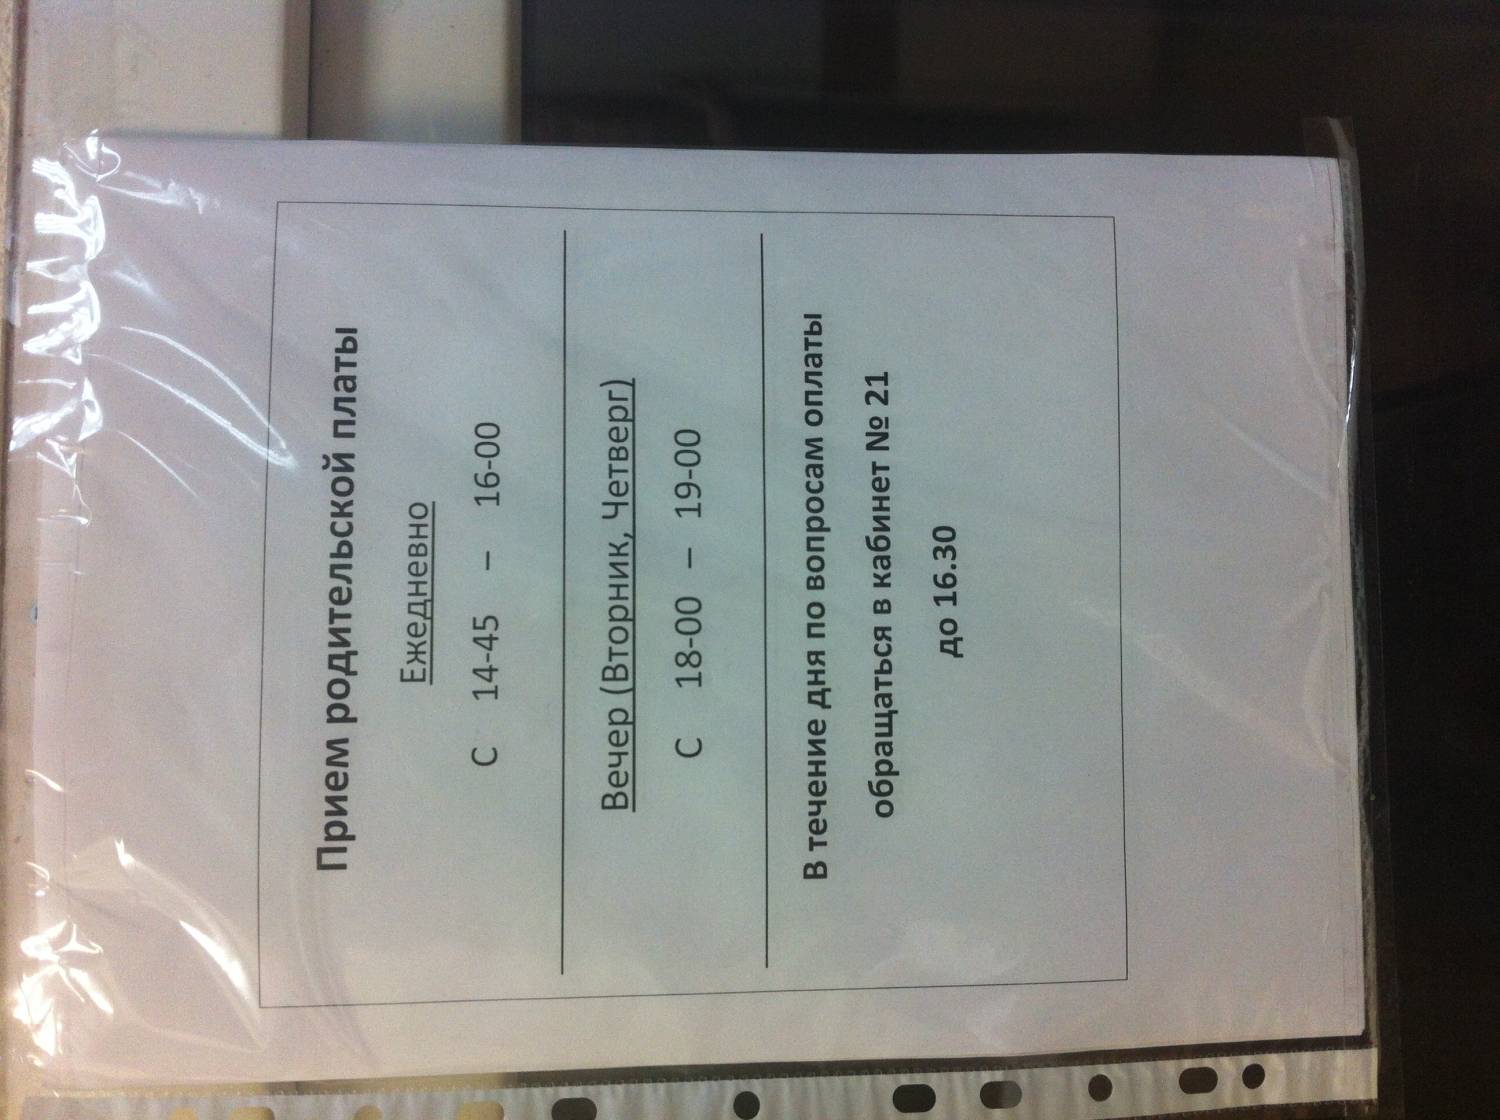 Прием родительской платы
Ежедневно
С 14-45 – 16-00
Вечер (Вторник, Четверг)
С 18-00 – 19-00
В течение дня по вопросам оплаты
обращаться в кабинет № 21
до 16.30